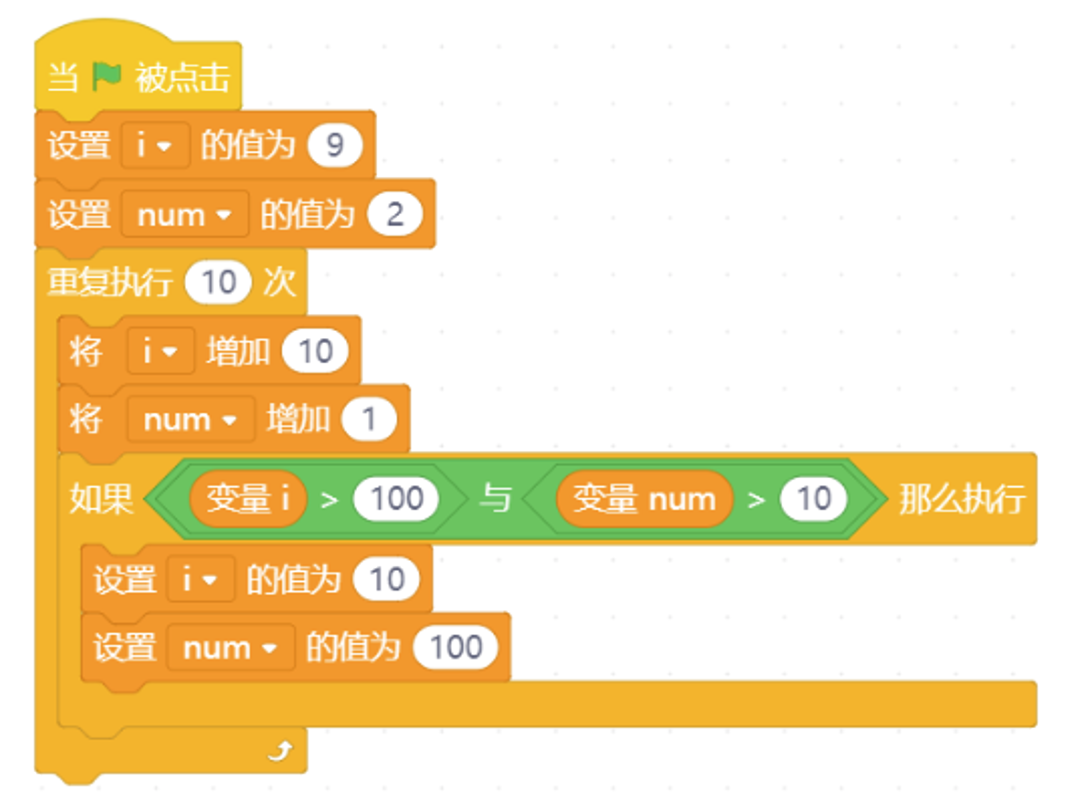 当 被点击
设置 i 的值为 9
设置 num 的值为 2
重复执行 10 次
将 i 增加 10
将 num 增加 1
如果 变量 i > 100 与 变量 num > 10 那么执行
设置 i 的值为 10
设置 num 的值为 100